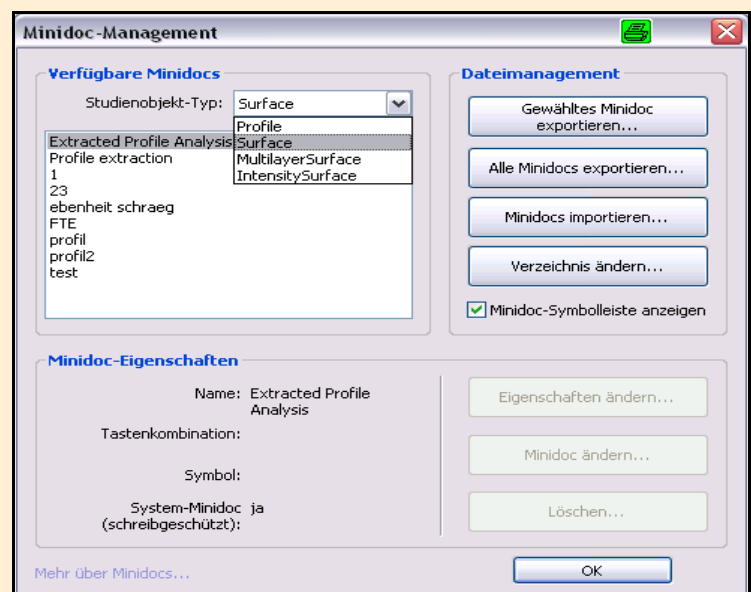 Minidoc-Management
Verfügbare Minidocs
Studienobjekt-Typ: Surface
Profile
Surface
MultilayerSurface
IntensitySurface
Extracted Profile Analysis
Profile extraction
1
23
ebenheit schraeg
FTE
profil
profil2
test
Dateimanagement
Gewähltes Minidoc
exportieren...
Alle Minidocs exportieren...
Minidocs importieren...
Verzeichnis ändern...
Minidoc-Symbolleiste anzeigen
Minidoc-Eigenschaften
Name: Extracted Profile
Analysis
Tastenkombination:
Symbol:
System-Minidoc ja
(schreibgeschützt):
Eigenschaften ändern...
Minidoc ändern...
Löschen...
Mehr über Minidocs...
OK